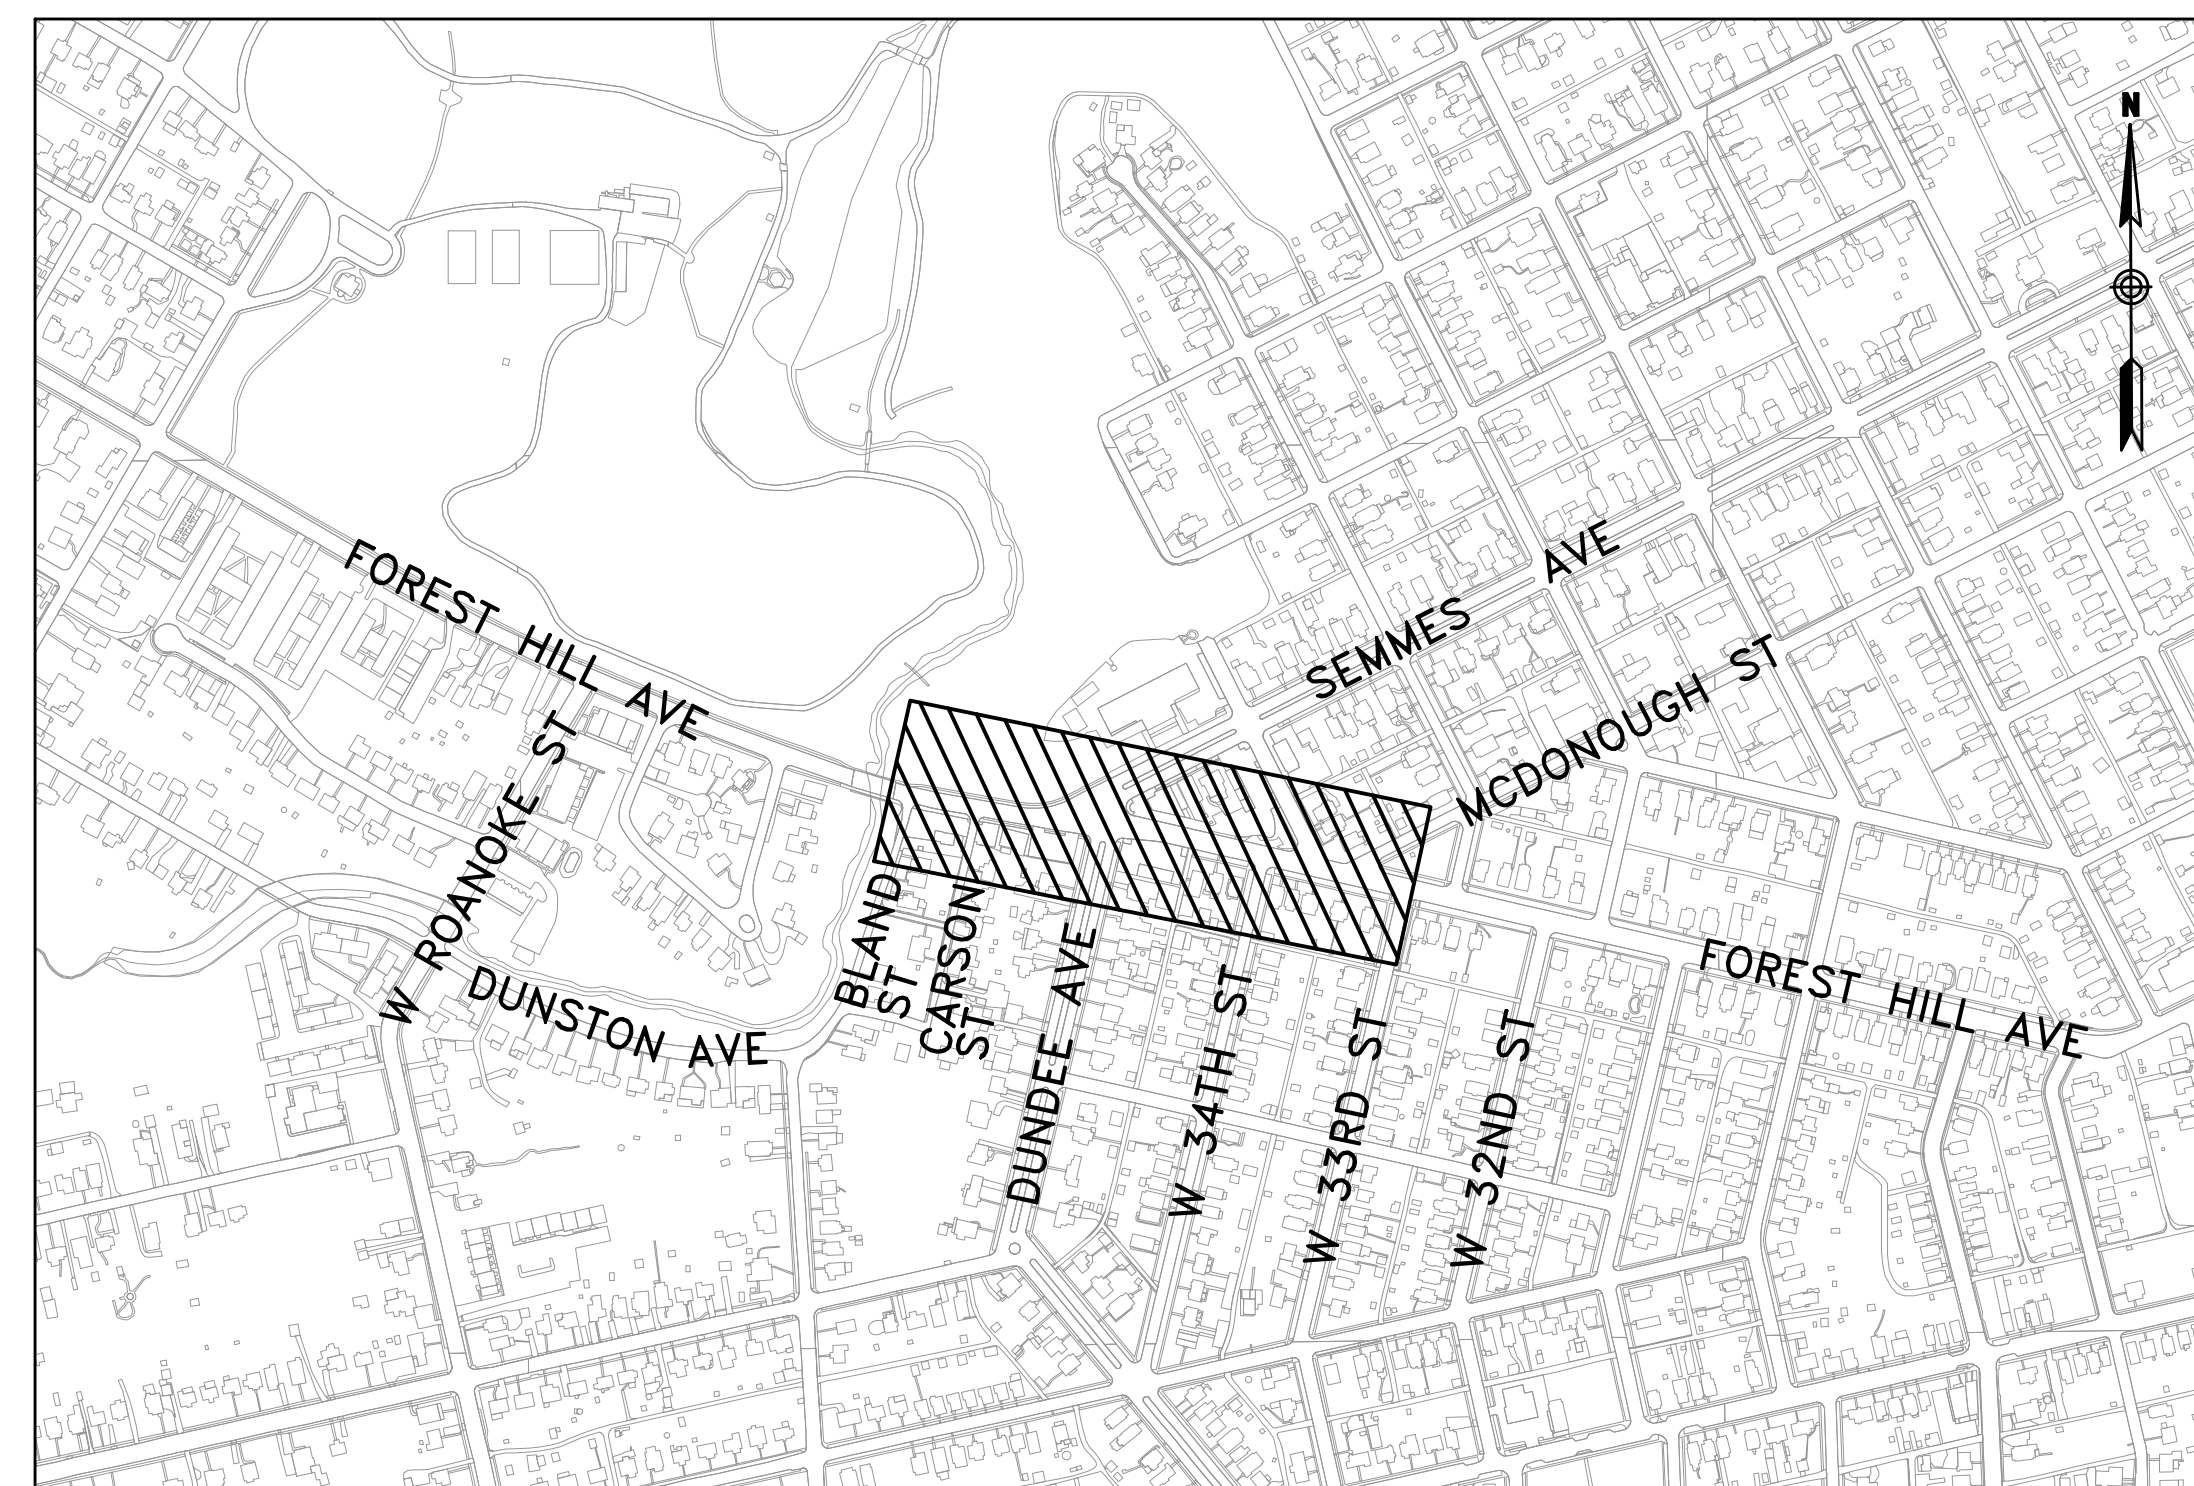 N
FOREST HILL AVE
SEMMES AVE
MCDONOUGH ST
W ROANOKE ST
DUNSTON AVE
BLAND
ST
CARSON
ST
DUNDEE AVE
W 34TH ST
W 33RD ST
W 32ND ST
FOREST HILL AVE